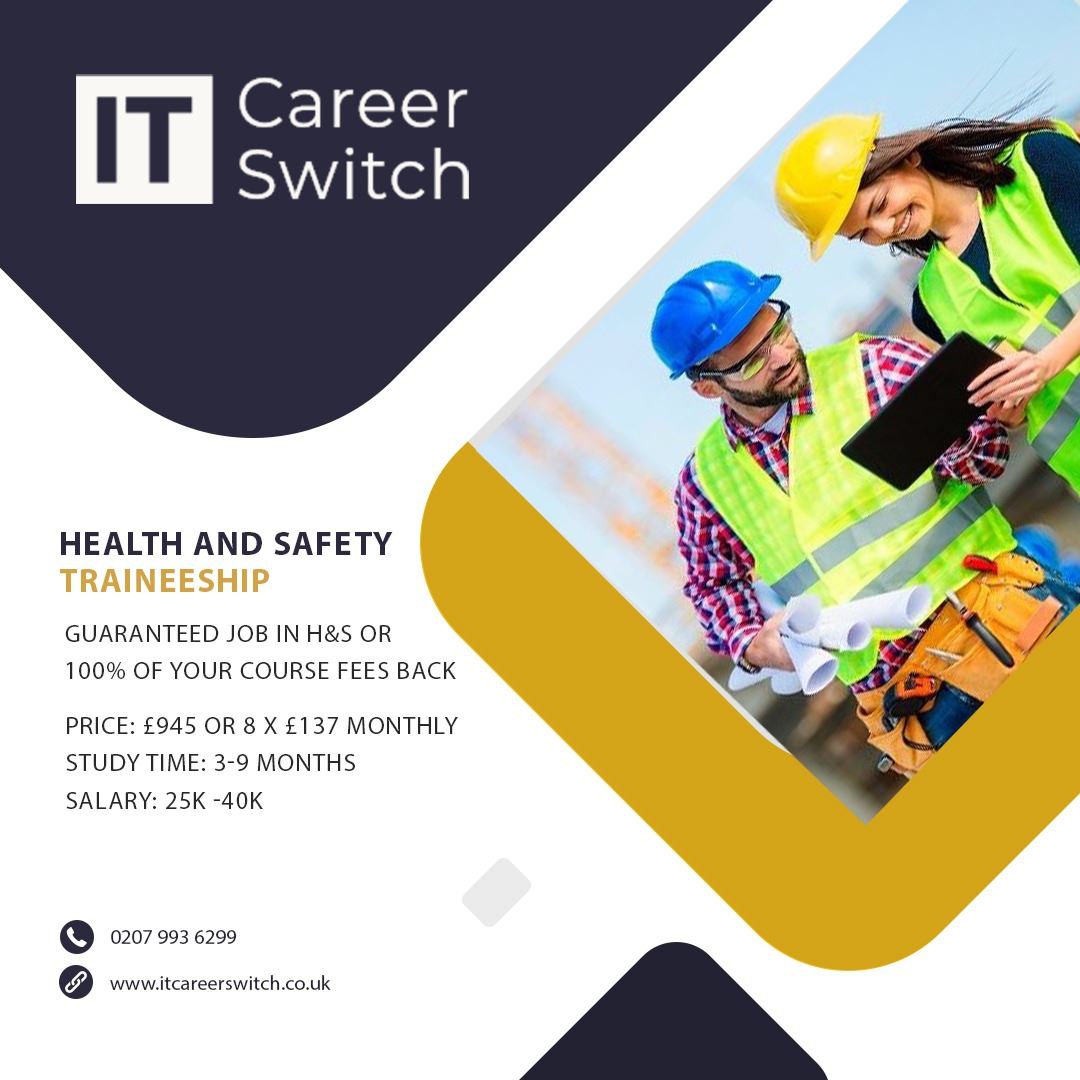 IT Career
Switch
HEALTH AND SAFETY
TRAINEESHIP
GUARANTEED JOB IN H&S OR
100% OF YOUR COURSE FEES BACK
PRICE: £945 OR 8 X £137 MONTHLY
STUDY TIME: 3-9 MONTHS
SALARY: 25K -40K
0207 993 6299
www.itcareerswitch.co.uk